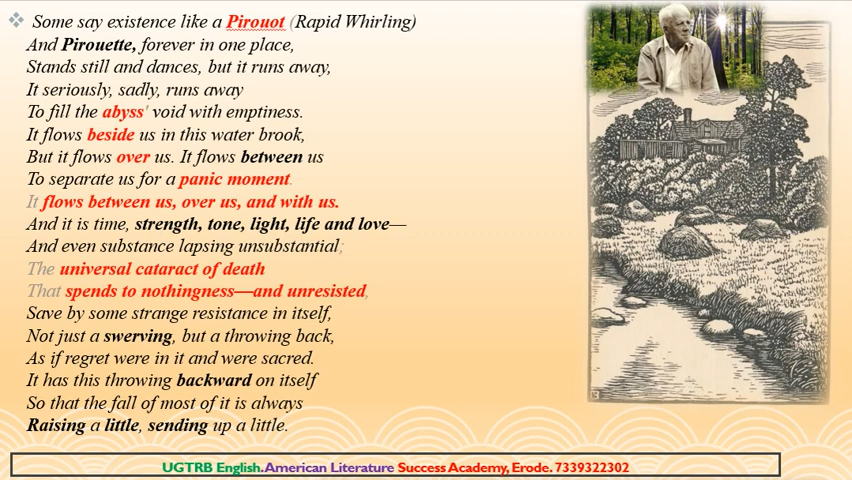 Some say existence like a Pirouot (Rapid Whirling)
And Pirouette, forever in one place,
Stands still and dances, but it runs away,
It seriously, sadly, runs away
To fill the abyss' void with emptiness.
It flows beside us in this water brook,
But it flows over us. It flows between us
To separate us for a panic moment.
It flows between us, over us, and with us.
And it is time, strength, tone, light, life and love—
And even substance lapsing unsubstantial;
The universal cataract of death
That spends to nothingness—and unresisted,
Save by some strange resistance in itself,
Not just a swerving, but a throwing back,
As if regret were in it and were sacred.
It has this throwing backward on itself
So that the fall of most of it is always
Raising a little, sending up a little.
UGTRB English.American Literature Success Academy, Erode. 7339322302